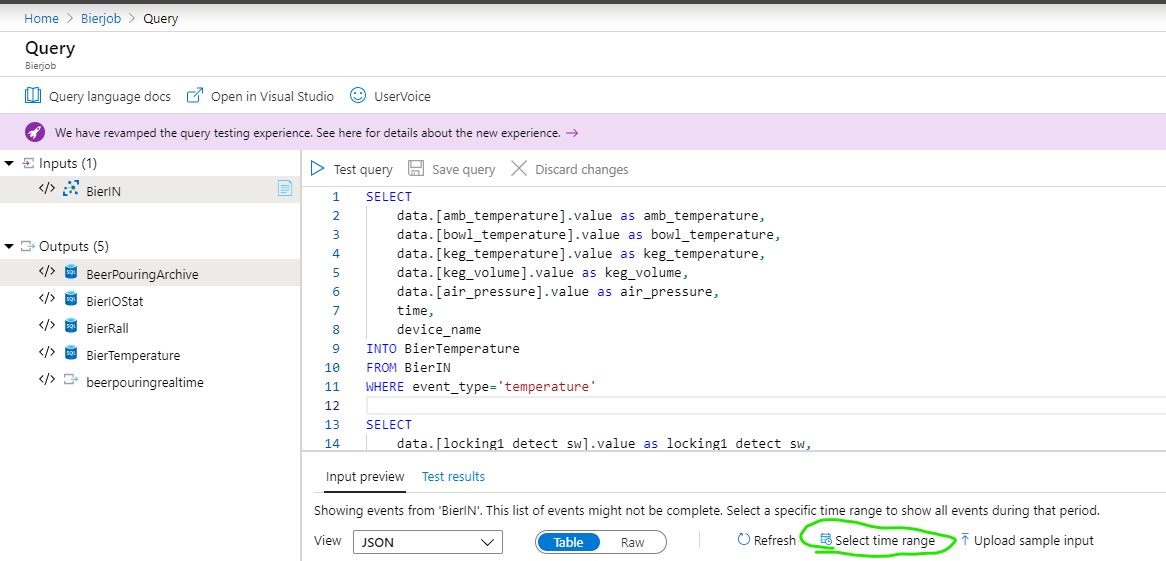 Home > Bierjob > Query
Query
Bierjob
Query language docs Open in Visual Studio UserVoice
We have revamped the query testing experience. See here for details about the new experience. →
Inputs (1)
</> BierIN
Outputs (5)
</> BeerPouringArchive
</> BierIOStat
</> BierRall
</> BierTemperature
</> beerpouringrealtime
Test query Save query Discard changes
1 SELECT
2 data.[amb_temperature].value as amb_temperature,
3 data.[bowl_temperature].value as bowl_temperature,
4 data.[keg_temperature].value as keg_temperature,
5 data.[keg_volume].value as keg_volume,
6 data.[air_pressure].value as air_pressure,
7 time,
8 device_name
9 INTO BierTemperature
10 FROM BierIN
11 WHERE event_type='temperature'
12
13 SELECT
14 data.[locking1_detect_sw].value as locking1_detect_sw,
Input preview Test results
Showing events from 'BierIN'. This list of events might not be complete. Select a specific time range to show all events during that period.
View JSON Table Raw Refresh Select time range Upload sample input